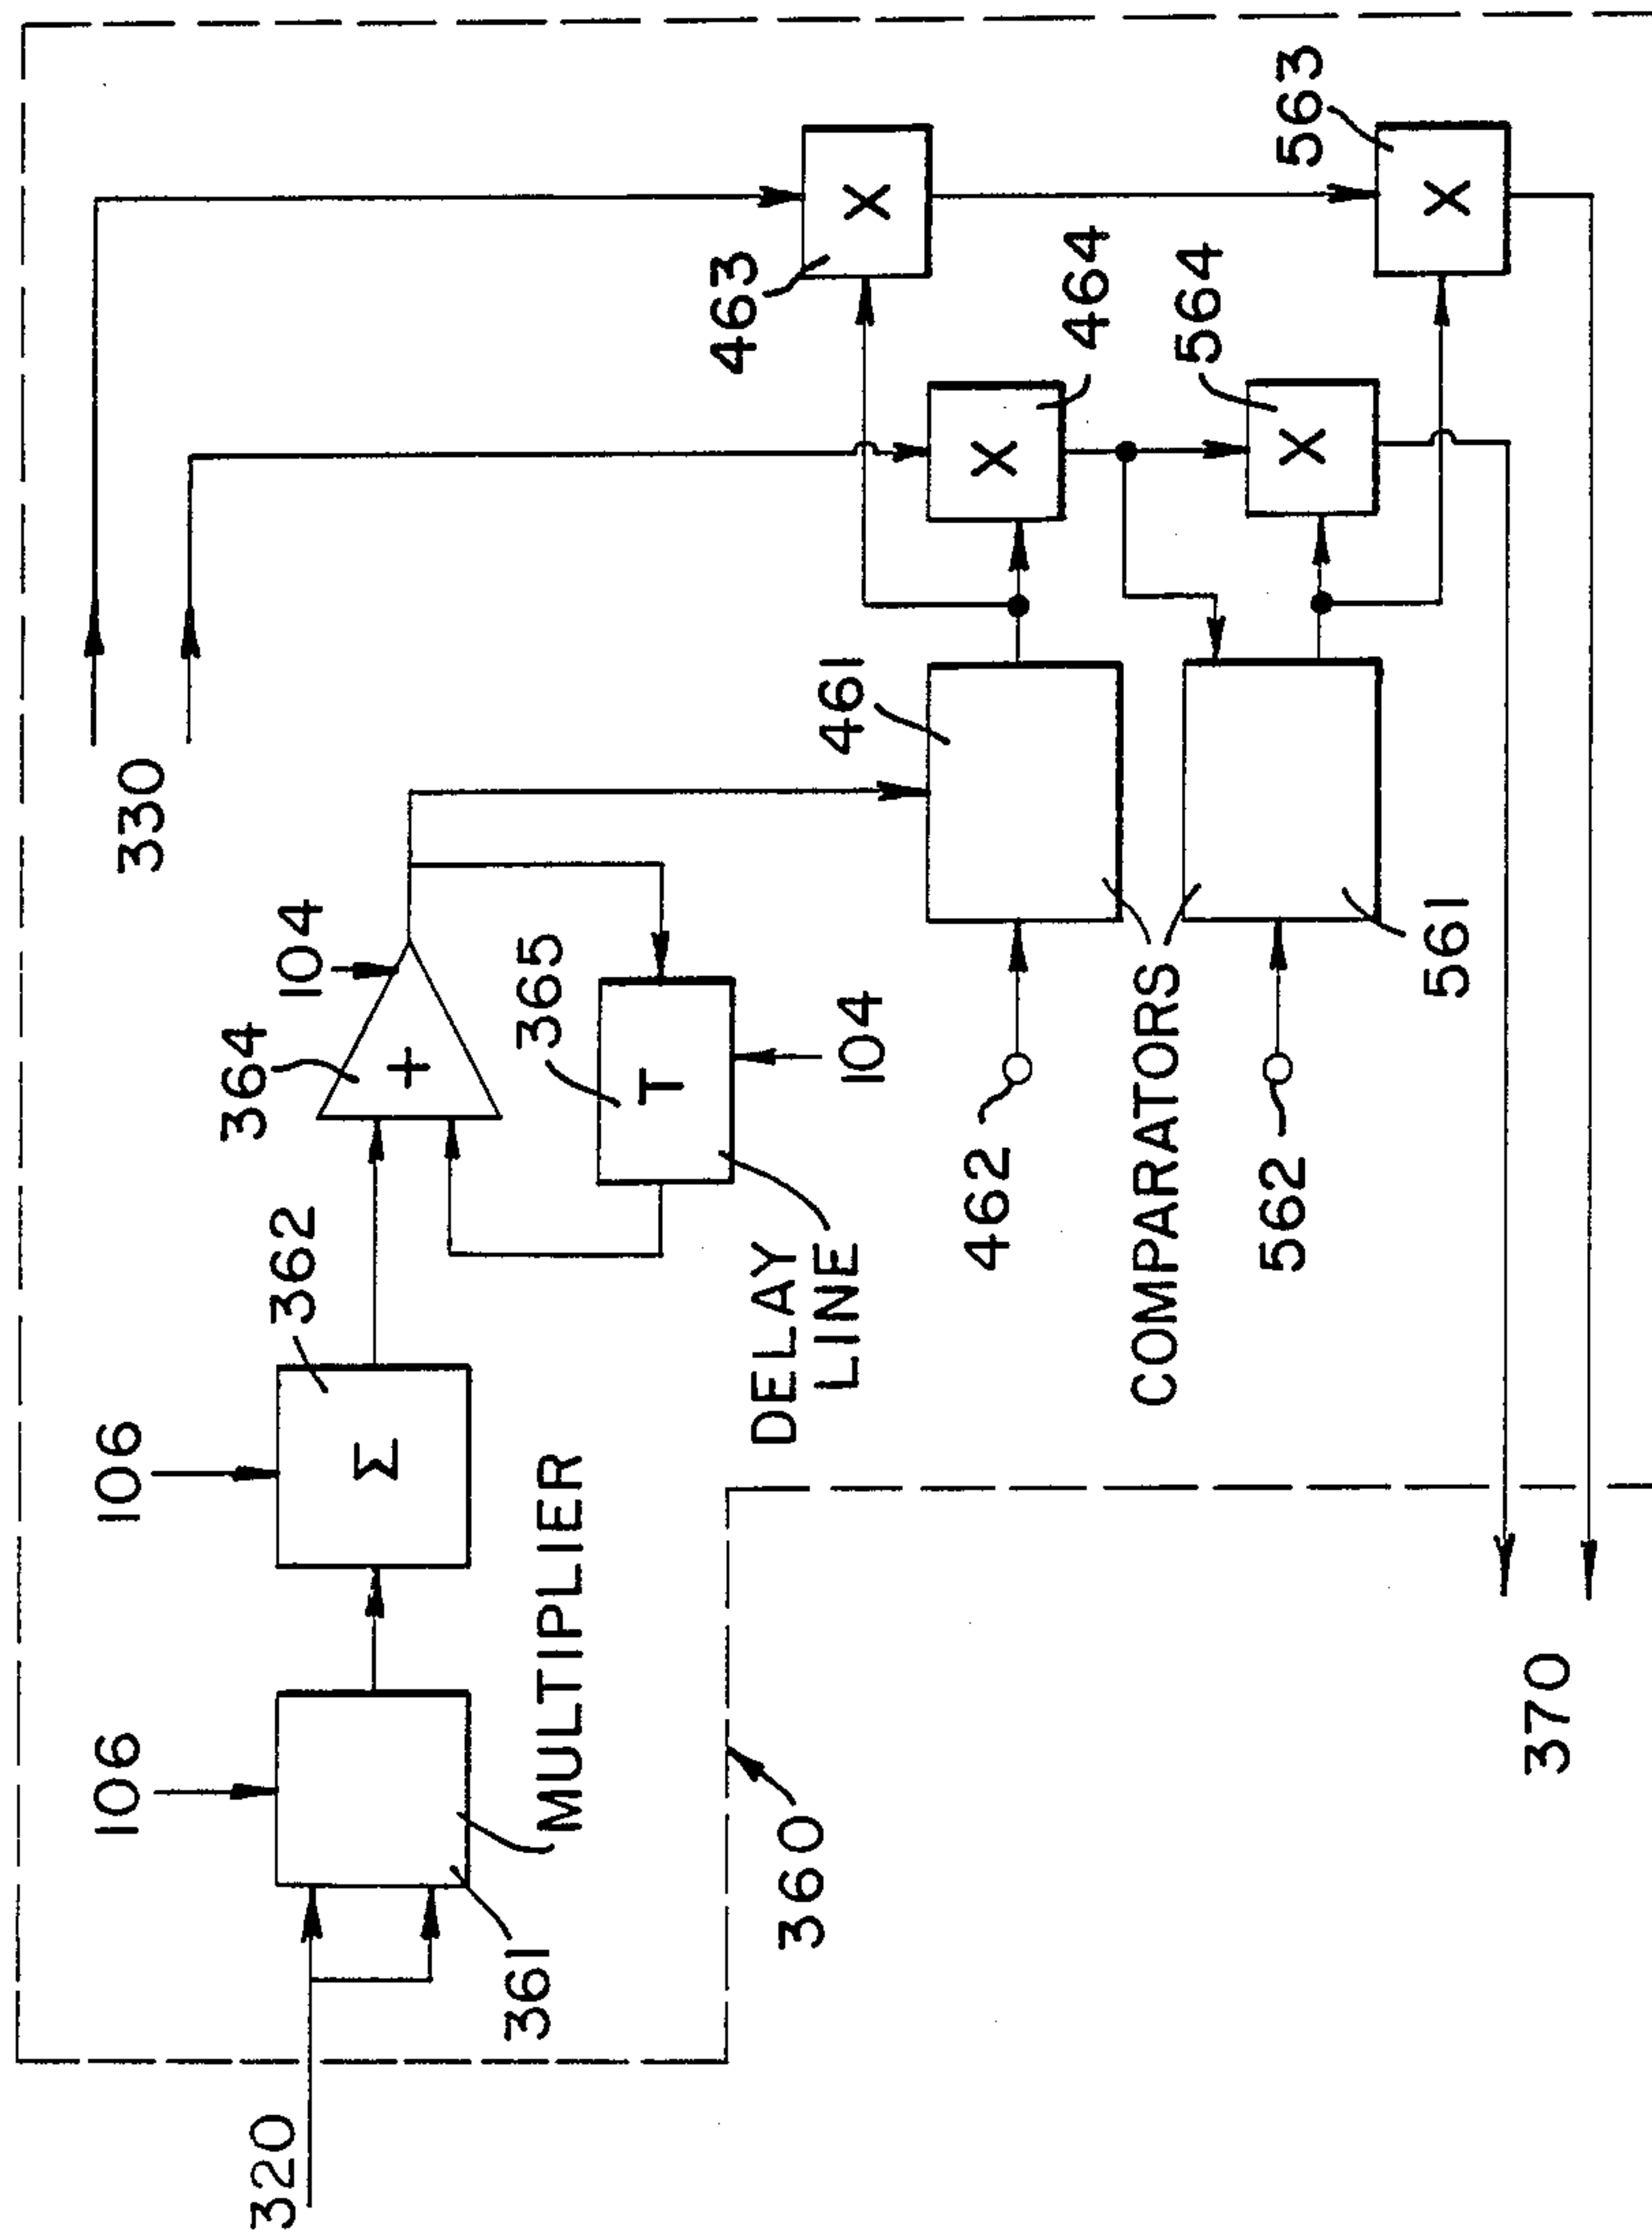 320
361
MULTIPLIER
106
Σ
362
106
364
+
104
365
T
104
DELAY
LINE
330
360
462
461
COMPARATORS
562
561
463
X
464
X
564
X
563
X
370